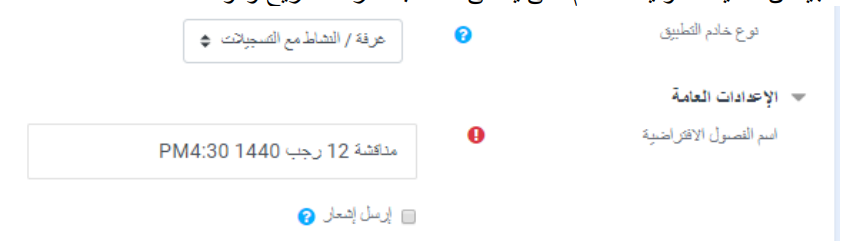 نوع خادم التطبيق
غرفة / النشاط مع التسجيلات
الإعدادات العامة
اسم الفصول الافتراضية
مناقشة 12 رجب 1440 PM4:30
إرسل إشعار